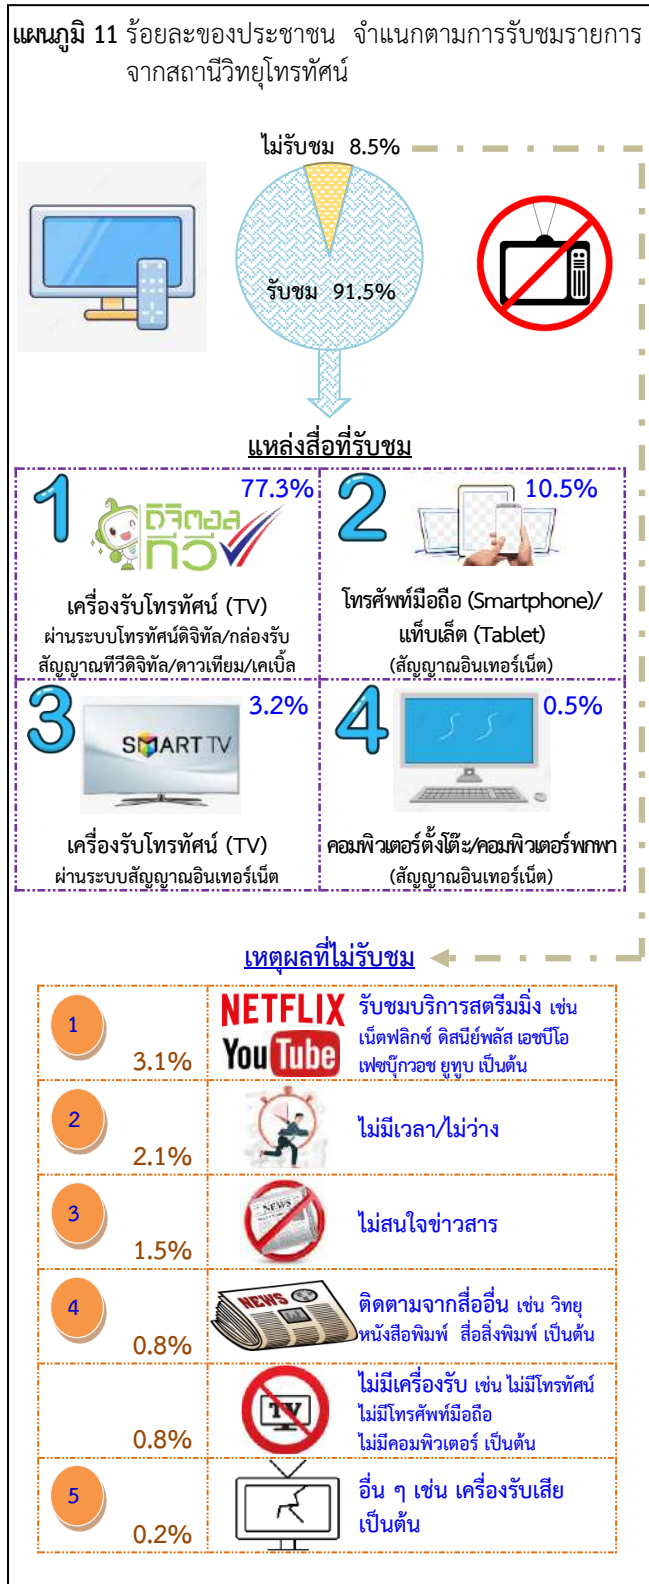 แผนภูมิ 11 ร้อยละของประชาชน จำแนกตามการรับชมรายการ
จากสถานีวิทยุโทรทัศน์
ไม่รับชม 8.5%
รับชม 91.5%
แหล่งสื่อที่รับชม
1
77.3%
ดิจิตอล
ทีวี
เครื่องรับโทรทัศน์ (TV)
ผ่านระบบโทรทัศน์ดิจิทัล/กล่องรับ
สัญญาณทีวีดิจิทัล/ดาวเทียม/เคเบิ้ล
2
10.5%
โทรศัพท์มือถือ (Smartphone)/
แท็บเล็ต (Tablet)
(สัญญาณอินเทอร์เน็ต)
3
3.2%
SMART TV
เครื่องรับโทรทัศน์ (TV)
ผ่านระบบสัญญาณอินเทอร์เน็ต
4
0.5%
คอมพิวเตอร์ตั้งโต๊ะ/คอมพิวเตอร์พกพา
(สัญญาณอินเทอร์เน็ต)
เหตุผลที่ไม่รับชม
1
3.1%
NETFLIX
YouTube
รับชมบริการสตรีมมิ่ง เช่น
เน็ตฟลิกซ์ ดิสนีย์พลัส เอชบีโอ
เฟซบุ๊กวอช ยูทูบ เป็นต้น
2
2.1%
ไม่มีเวลา/ไม่ว่าง
3
1.5%
NEWS
ไม่สนใจข่าวสาร
4
0.8%
NEWS
ติดตามจากสื่ออื่น เช่น วิทยุ
หนังสือพิมพ์ สื่อสิ่งพิมพ์ เป็นต้น
0.8%
TV
ไม่มีเครื่องรับ เช่น ไม่มีโทรทัศน์
ไม่มีโทรศัพท์มือถือ
ไม่มีคอมพิวเตอร์ เป็นต้น
5
0.2%
อื่น ๆ เช่น เครื่องรับเสีย
เป็นต้น